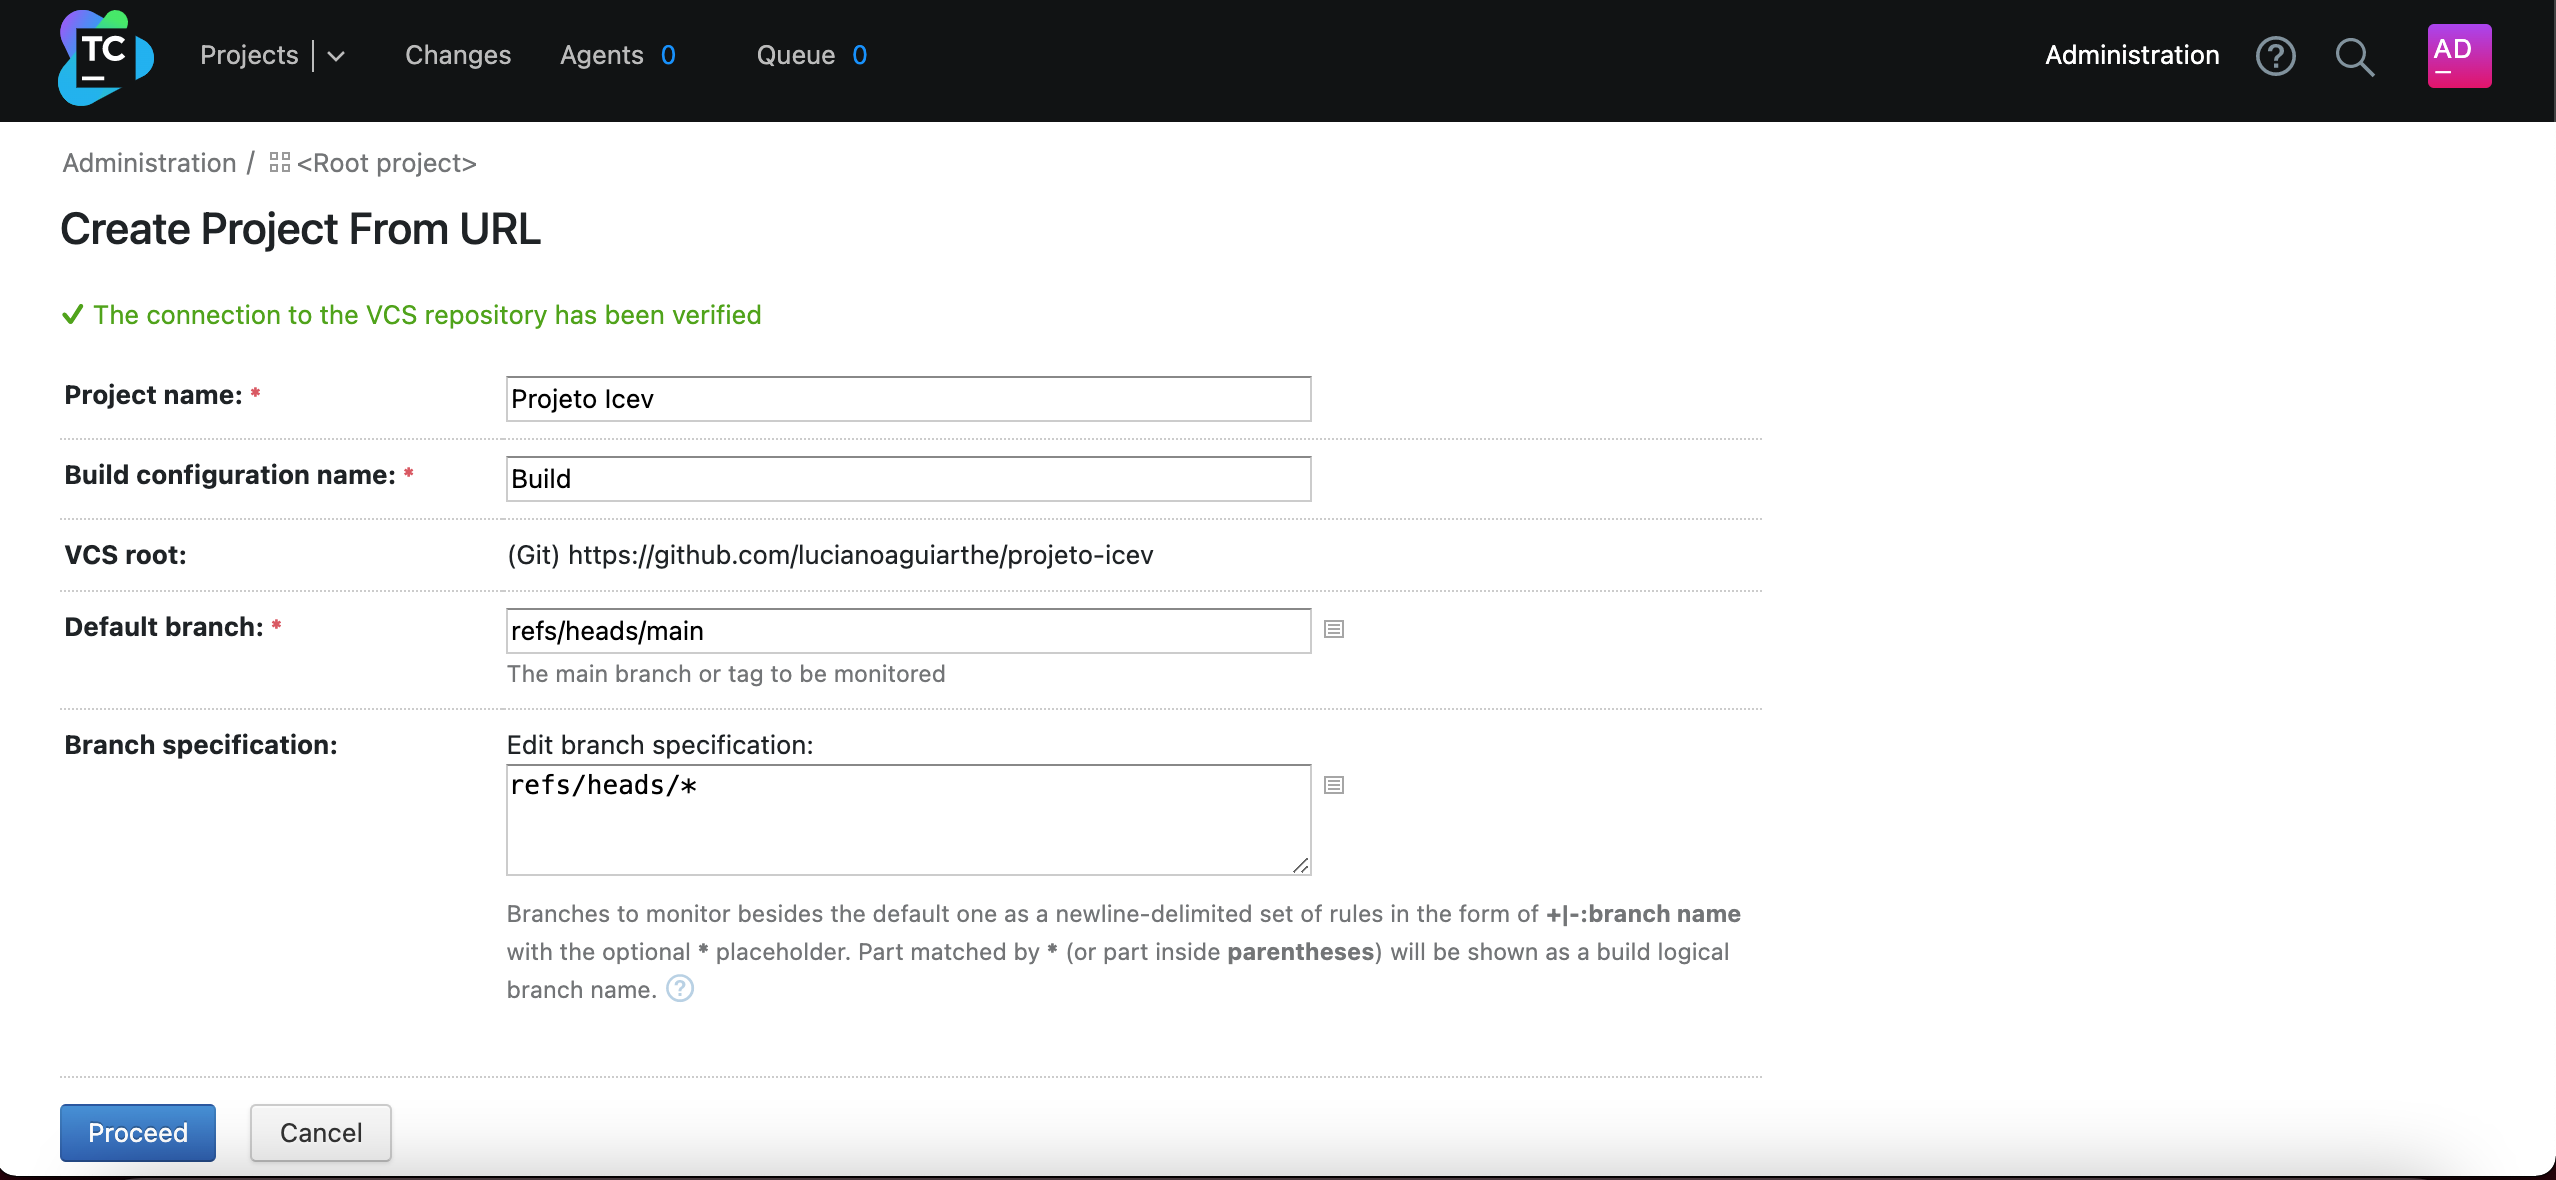 TC
Projects
Changes
Agents 0
Queue 0
Administration
AD
Administration / <Root project>
Create Project From URL
The connection to the VCS repository has been verified
Project name: *
Projeto Icev
Build configuration name: *
Build
VCS root:
(Git) https://github.com/lucianoaguiarthe/projeto-icev
Default branch: *
refs/heads/main
The main branch or tag to be monitored
Branch specification:
Edit branch specification:
refs/heads/*
Branches to monitor besides the default one as a newline-delimited set of rules in the form of +|-:branch name
with the optional * placeholder. Part matched by * (or part inside parentheses) will be shown as a build logical
branch name. ?
Proceed
Cancel